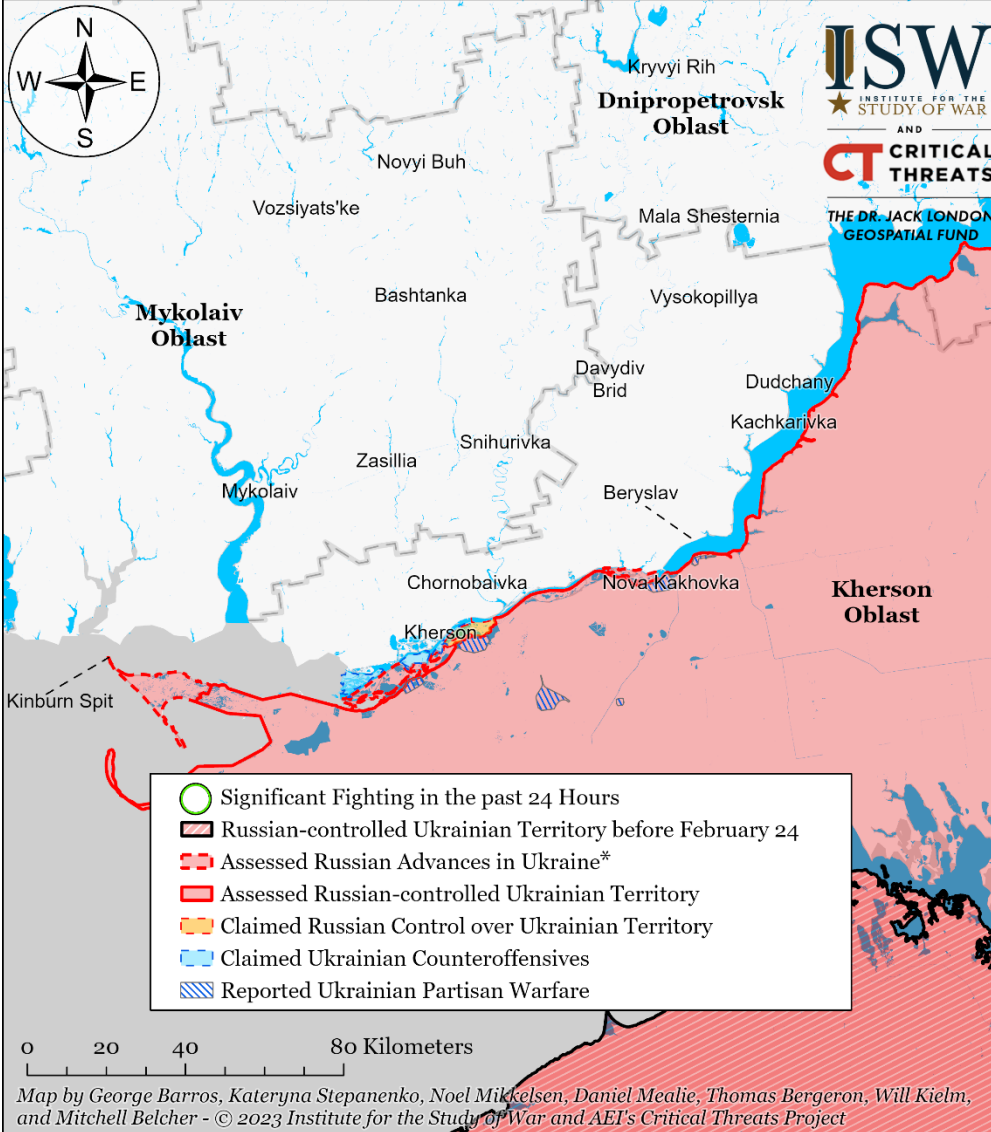 N
W
E
S
ISW
INSTITUTE FOR THE
STUDY OF WAR
AND
CT CRITICAL
THREATS
THE DR. JACK LONDON
GEOSPATIAL FUND
Kryvyi Rih
Dnipropetrovsk
Oblast
Novyi Buh
Vozsiyats'ke
Mala Shesternia
Bashtanka
Vysokopillya
Mykolaiv
Oblast
Davydiv
Brid
Dudchany
Kachkarivka
Snihurivka
Zasillia
Mykolaiv
Beryslav
Chornobaivka
Nova Kakhovka
Kherson
Oblast
Kherson
Kinburn Spit
Significant Fighting in the past 24 Hours
Russian-controlled Ukrainian Territory before February 24
Assessed Russian Advances in Ukraine*
Assessed Russian-controlled Ukrainian Territory
Claimed Russian Control over Ukrainian Territory
Claimed Ukrainian Counteroffensives
Reported Ukrainian Partisan Warfare
0 20 40 80 Kilometers
Map by George Barros, Kateryna Stepanenko, Noel Mikkelsen, Daniel Mealie, Thomas Bergeron, Will Kielm,
and Mitchell Belcher - © 2023 Institute for the Study of War and AEI's Critical Threats Project